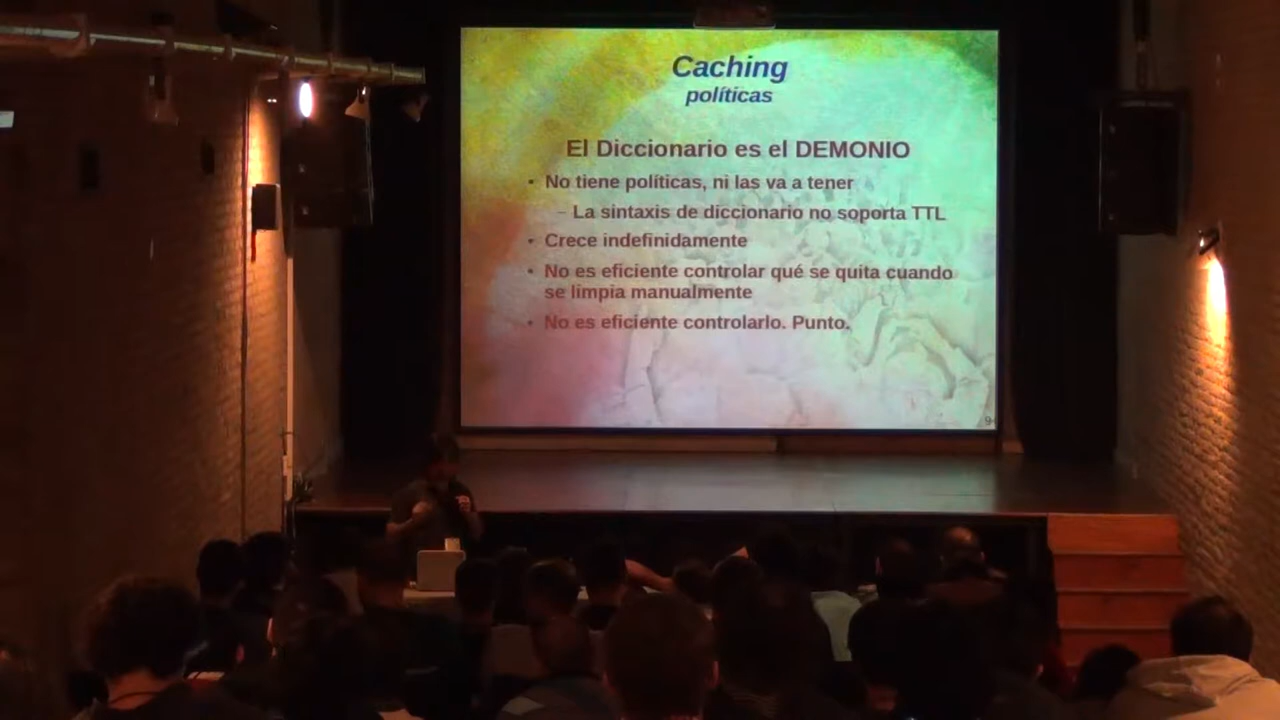 Caching
políticas
El Diccionario es el DEMONIO
• No tiene políticas, ni las va a tener
– La sintaxis de diccionario no soporta TTL
• Crece indefinidamente
• No es eficiente controlar qué se quita cuando
se limpia manualmente
• No es eficiente controlarlo. Punto.
9